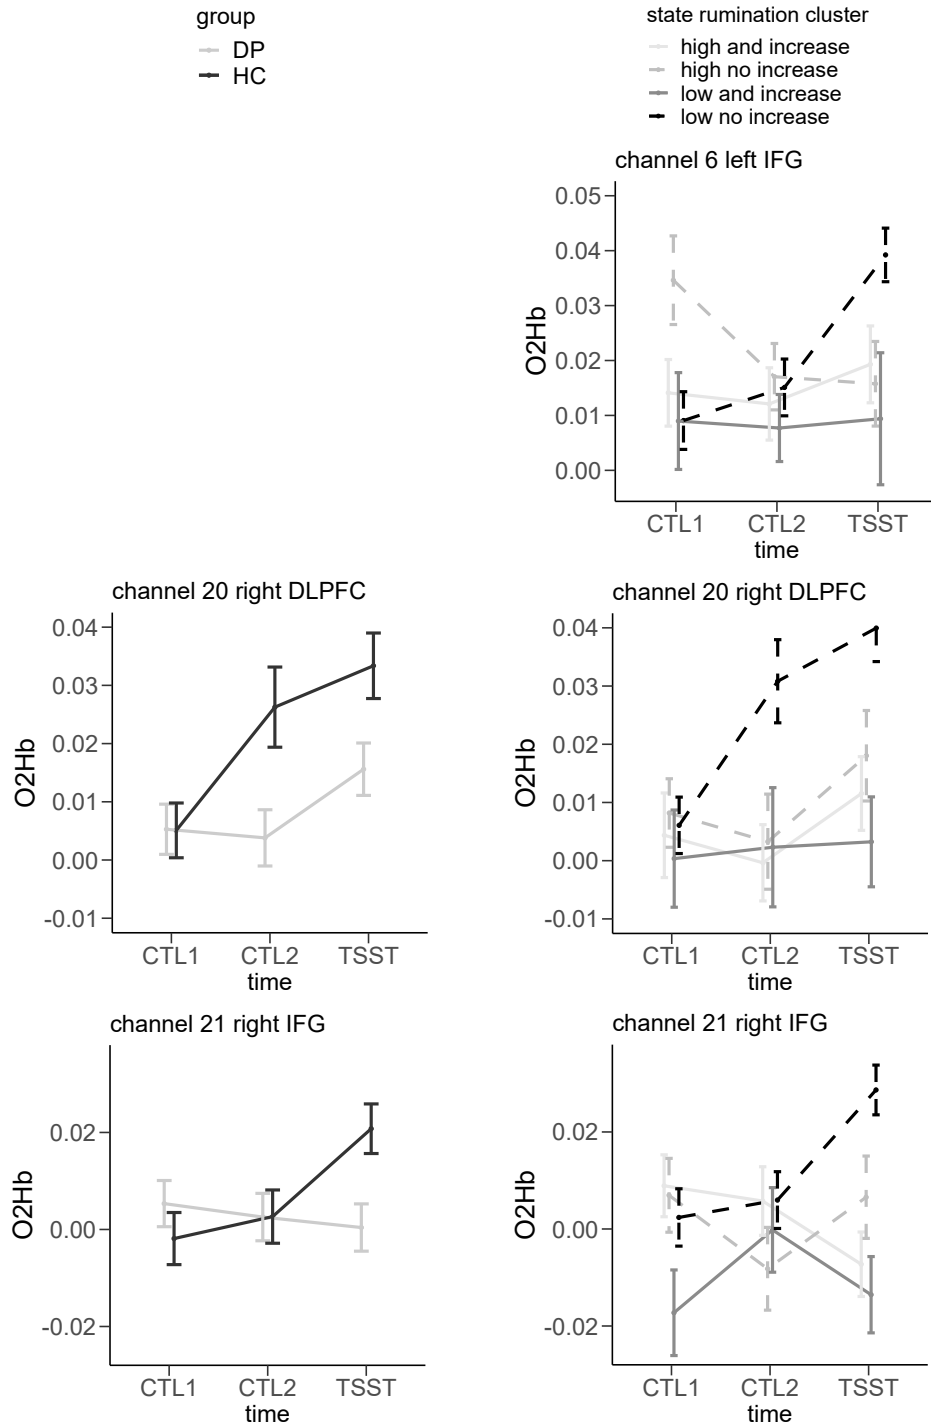 group
DP
HC
state rumination cluster
high and increase
high no increase
low and increase
low no increase
channel 6 left IFG
0.05
0.04
0.03
0.02
0.01
0.00
O2Hb
CTL1 CTL2 TSST
time
channel 20 right DLPFC
0.04
0.03
0.02
0.01
0.00
-0.01
O2Hb
CTL1 CTL2 TSST
time
channel 20 right DLPFC
0.04
0.03
0.02
0.01
0.00
-0.01
O2Hb
CTL1 CTL2 TSST
time
channel 21 right IFG
0.02
0.00
-0.02
O2Hb
CTL1 CTL2 TSST
time
channel 21 right IFG
0.02
0.00
-0.02
O2Hb
CTL1 CTL2 TSST
time